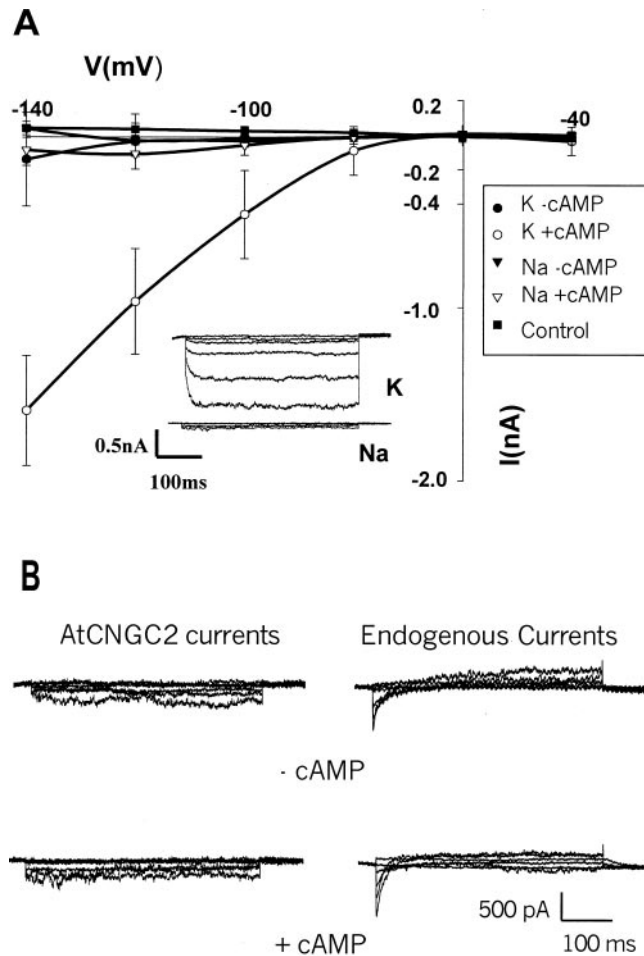 A
V(mV)
-140
-100
-40
0.2
-0.2
-0.4
-1.0
-2.0
I(nA)
K -cAMP
K +cAMP
Na -cAMP
Na +cAMP
Control
K
Na
0.5nA
100ms
B
AtCNGC2 currents
Endogenous Currents
- cAMP
+ cAMP
500 pA
100 ms